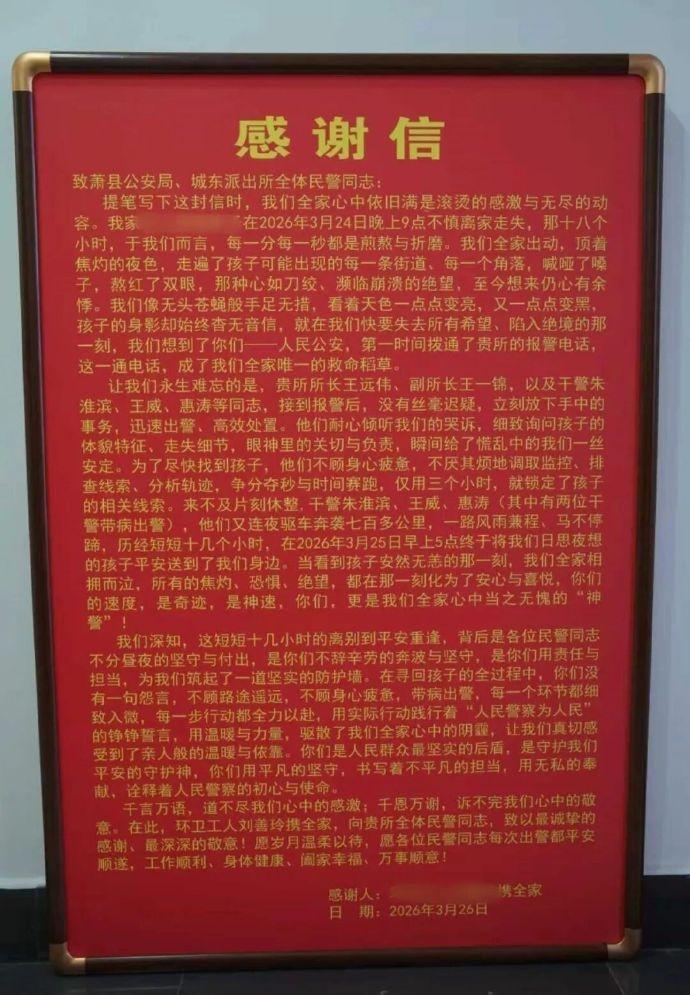 感谢信
致萧县公安局、城东派出所全体民警同志：
提笔写下这封信时，我们全家心中依旧满是滚烫的感激与无尽的动
容。我家 在2026年3月24日晚上9点不慎离家走失，那十八个
小时，于我们而言，每一分每一秒都是煎熬与折磨。我们全家出动，顶着
焦灼的夜色，走遍了孩子可能出现的每一条街道、每一个角落，喊哑了嗓
子，熬红了双眼，那种心如刀绞、濒临崩溃的绝望，至今想来仍心有余
悸。我们像无头苍蝇般手足无措，看着天色一点点变亮，又一点点变黑，
孩子的身影却始终杳无音信，就在我们快要失去所有希望、陷入绝境的那
一刻，我们想到了你们——人民公安，第一时间拨通了贵所的报警电话，
这一通电话，成了我们全家唯一的救命稻草。
让我们永生难忘的是，贵所所长王远伟、副所长王一锦，以及干警朱
淮滨、王威、惠涛等同志，接到报警后，没有丝毫迟疑，立刻放下手中的
事务，迅速出警、高效处置。他们耐心倾听我们的哭诉，细致询问孩子的
体貌特征、走失细节，眼神里的关切与负责，瞬间给了慌乱中的我们一丝
安定。为了尽快找到孩子，他们不顾身心疲惫，不厌其烦地调取监控、排
查线索、分析轨迹，争分夺秒与时间赛跑，仅用三个小时，就锁定了孩子
的相关线索。来不及片刻休整,干警朱淮滨、王威、惠涛（其中有两位干
警带病出警），他们又连夜驱车奔袭七百多公里，一路风雨兼程、马不停
蹄，历经短短十几个小时，在2026年3月25日早上5点终于将我们日思夜想
的孩子平安送到了我们身边。当看到孩子安然无恙的那一刻，我们全家相
拥而泣，所有的焦灼、恐惧、绝望，都在那一刻化为了安心与喜悦，你们
的速度，是奇迹，是神速，你们，更是我们全家心中当之无愧的“神
警”！
我们深知，这短短十几小时的离别到平安重逢，背后是各位民警同志
不分昼夜的坚守与付出，是你们不辞辛劳的奔波与坚守，是你们用责任与
担当，为我们筑起了一道坚实的防护墙。在寻回孩子的全过程中，你们没
有一句怨言，不顾路途遥远，不顾身心疲惫，带病出警，每一个环节都细
致入微，每一步行动都全力以赴，用实际行动践行着“人民警察为人民”
的铮铮誓言，用温暖与力量，驱散了我们全家心中的阴霾，让我们真切感
受到了亲人般的温暖与依靠。你们是人民群众最坚实的后盾，是守护我们
平安的守护神，你们用平凡的坚守，书写着不平凡的担当，用无私的奉
献，诠释着人民警察的初心与使命。
千言万语，道不尽我们心中的感激；千恩万谢，诉不完我们心中的敬
意。在此，环卫工人刘善玲携全家，向贵所全体民警同志，致以最诚挚的
感谢、最深深的敬意！愿岁月温柔以待，愿各位民警同志每次出警都平安
顺遂，工作顺利、身体健康、阖家幸福、万事顺意！
感谢人： 携全家
日 期：2026年3月26日